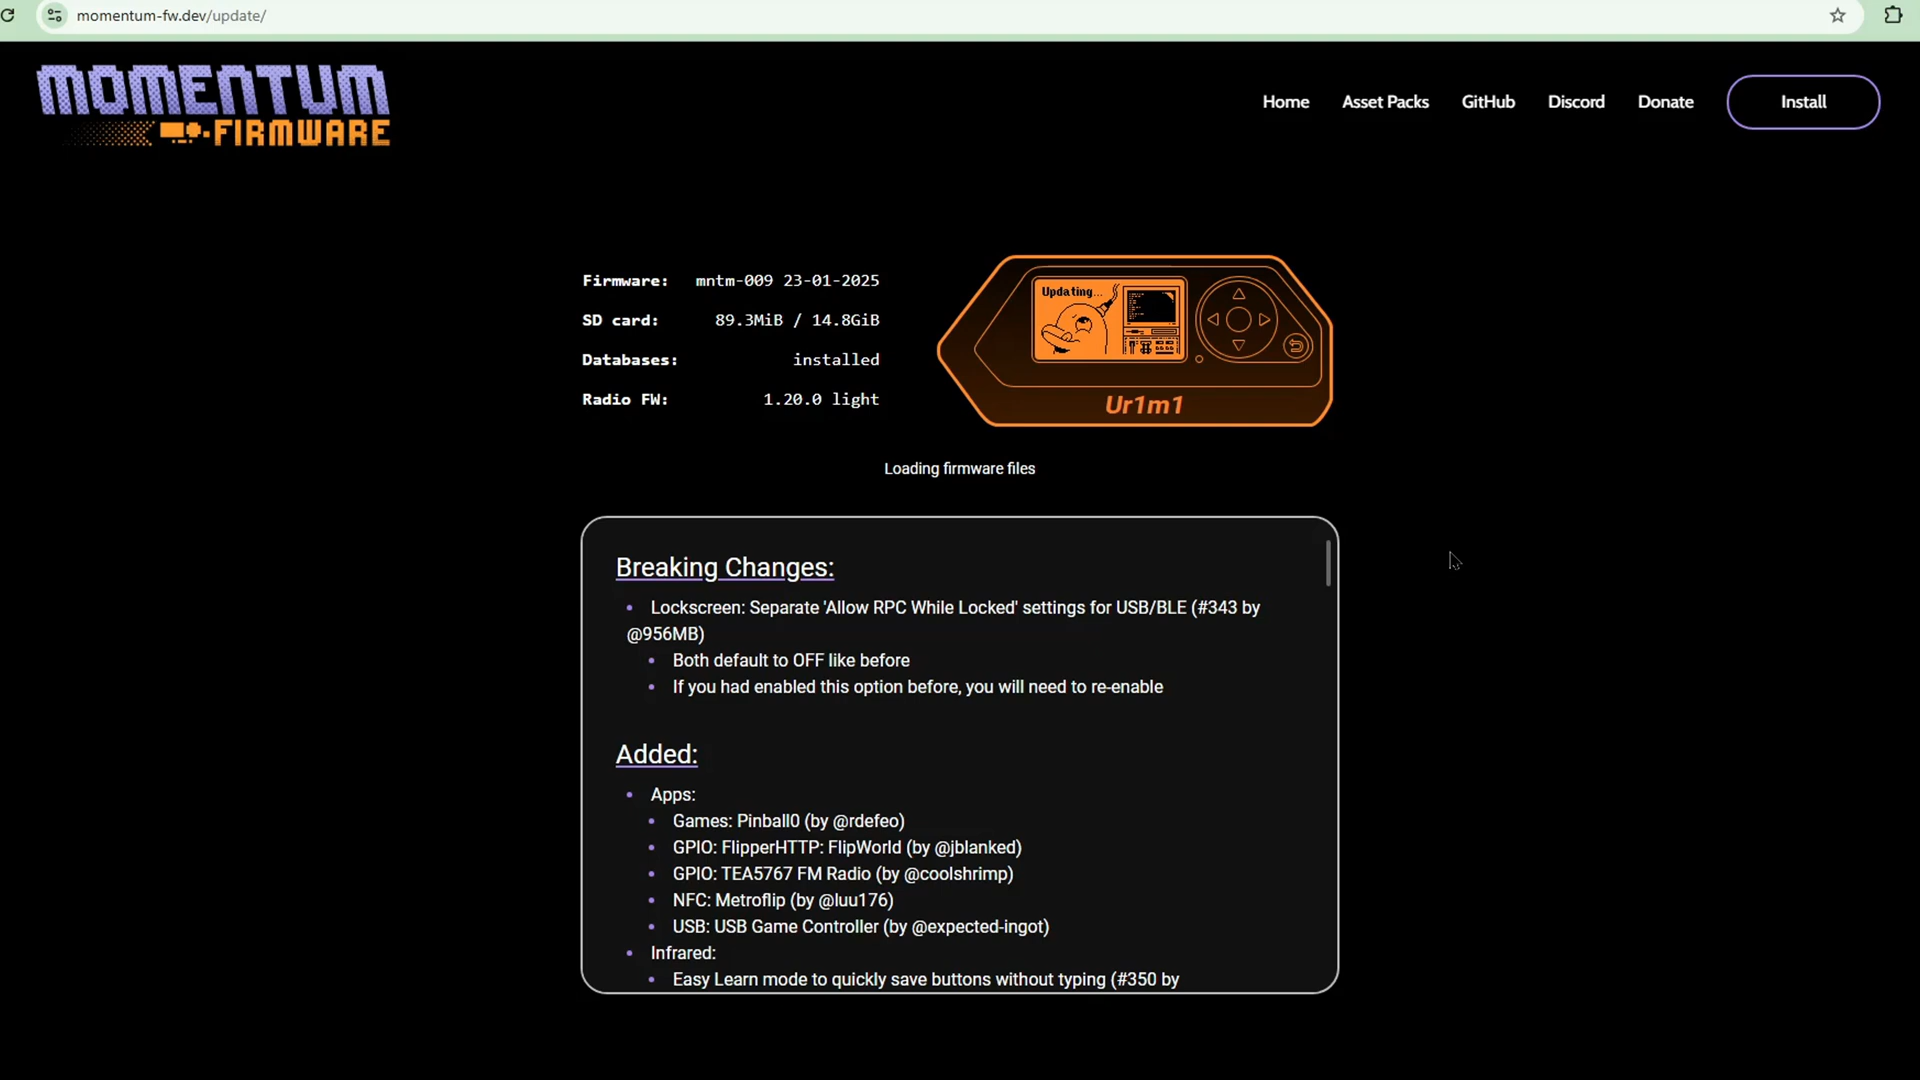 momentum-fw.dev/update/
MOMENTUM
FIRMWARE
Home
Asset Packs
GitHub
Discord
Donate
Install
Firmware: mntm-009 23-01-2025
SD card: 89.3MiB / 14.8GiB
Databases: installed
Radio FW: 1.20.0 light
Updating...
Ur1m1
Loading firmware files
Breaking Changes:
• Lockscreen: Separate 'Allow RPC While Locked' settings for USB/BLE (#343 by
@956MB)
• Both default to OFF like before
• If you had enabled this option before, you will need to re-enable
Added:
• Apps:
• Games: Pinball0 (by @rdefeo)
• GPIO: FlipperHTTP: FlipWorld (by @jblanked)
• GPIO: TEA5767 FM Radio (by @coolshrimp)
• NFC: Metroflip (by @luu176)
• USB: USB Game Controller (by @expected-ingot)
• Infrared:
• Easy Learn mode to quickly save buttons without typing (#350 by